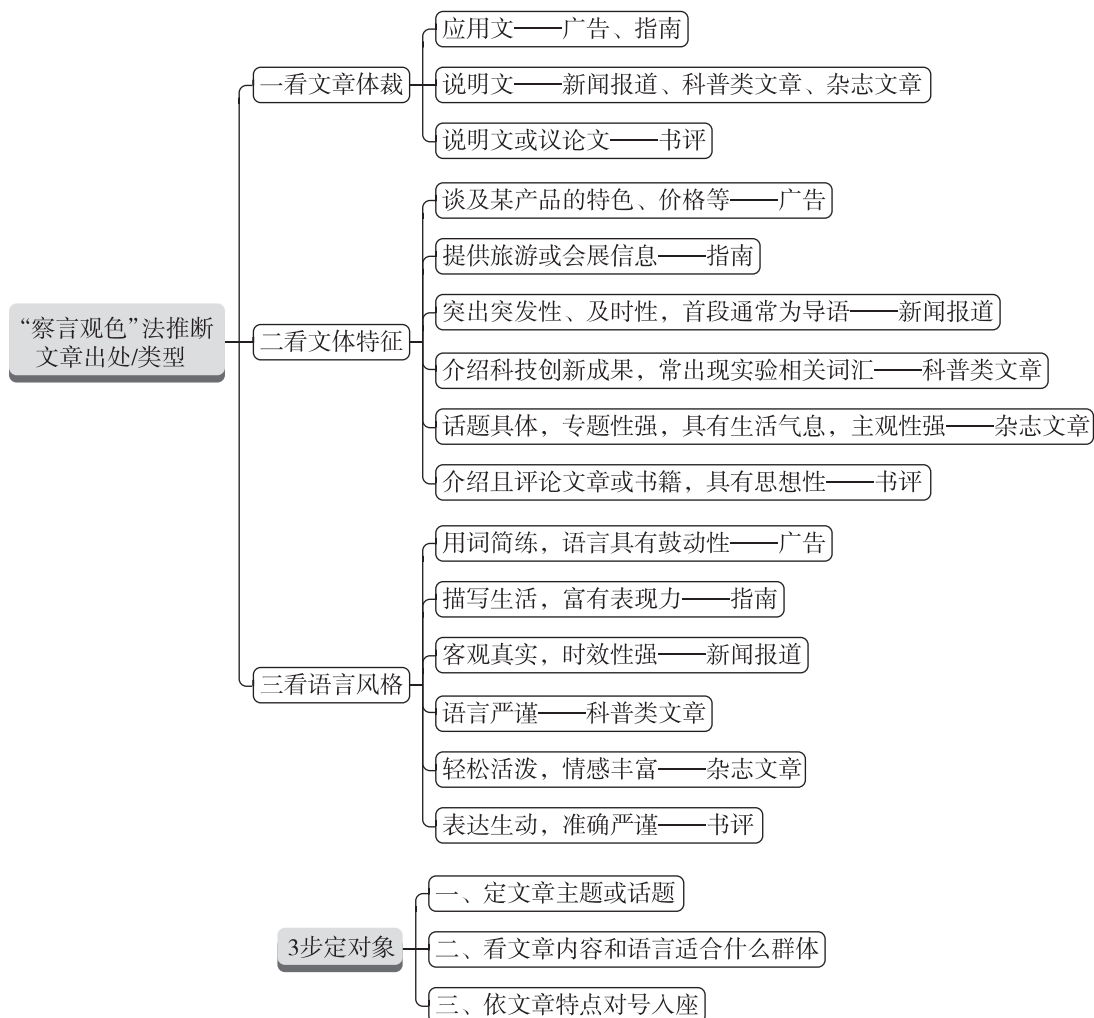 “察言观色”法推断
文章出处/类型
一看文章体裁
应用文——广告、指南
说明文——新闻报道、科普类文章、杂志文章
说明文或议论文——书评
二看文体特征
谈及某产品的特色、价格等——广告
提供旅游或会展信息——指南
突出突发性、及时性，首段通常为导语——新闻报道
介绍科技创新成果，常出现实验相关词汇——科普类文章
话题具体，专题性强，具有生活气息，主观性强——杂志文章
介绍且评论文章或书籍，具有思想性——书评
三看语言风格
用词简练，语言具有鼓动性——广告
描写生活，富有表现力——指南
客观真实，时效性强——新闻报道
语言严谨——科普类文章
轻松活泼，情感丰富——杂志文章
表达生动，准确严谨——书评
3步定对象
一、定文章主题或话题
二、看文章内容和语言适合什么群体
三、依文章特点对号入座